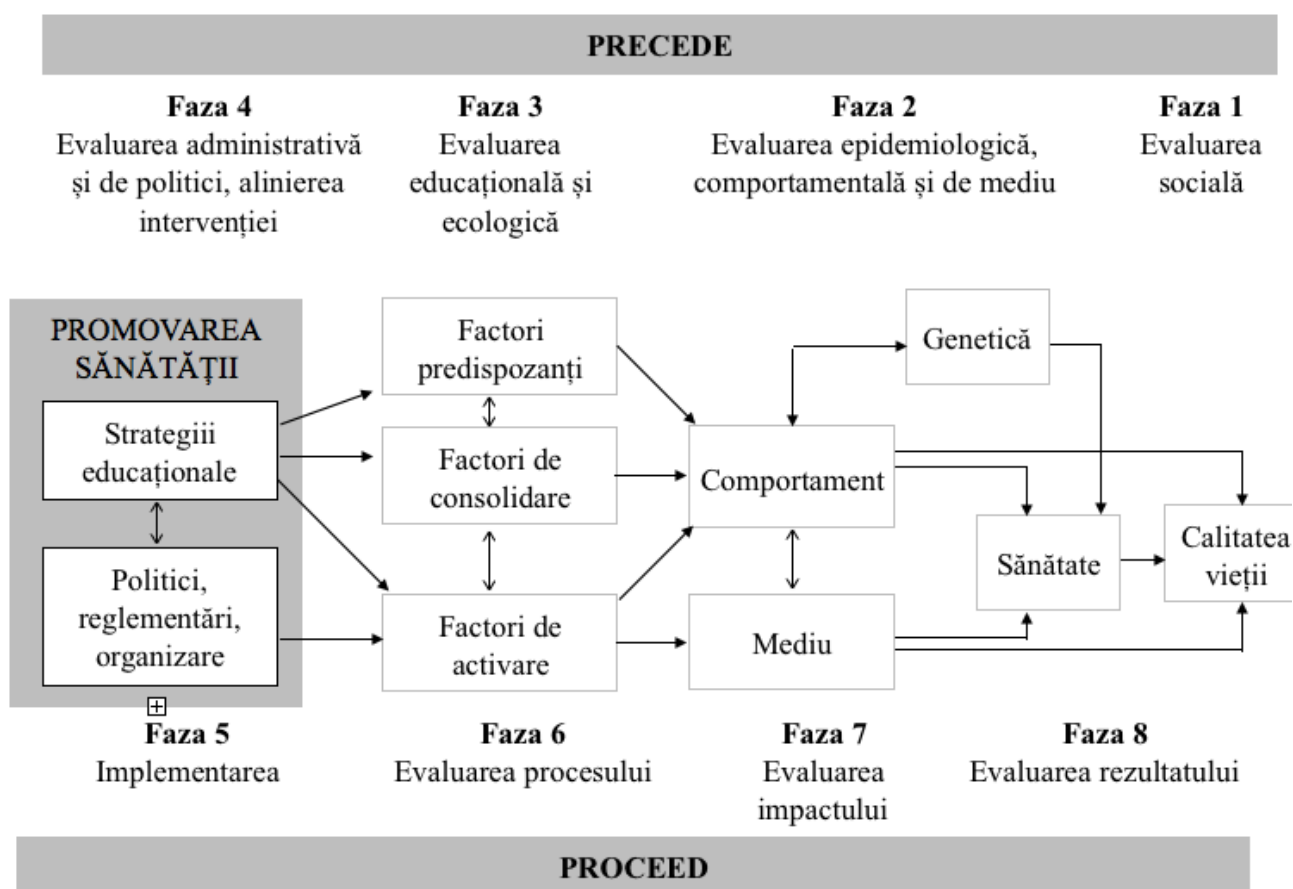 PRECEDE
Faza 4
Evaluarea administrativă
și de politici, alinierea
intervenției
Faza 3
Evaluarea
educațională și
ecologică
Faza 2
Evaluarea epidemiologică,
comportamentală și de mediu
Faza 1
Evaluarea
socială
PROMOVAREA
SĂNĂTĂȚII
Strategiii
educaționale
Politici,
reglementări,
organizare
Factori
predispozanți
Factori de
consolidare
Factori de
activare
Comportament
Mediu
Genetică
Sănătate
Calitatea
vieții
Faza 5
Implementarea
Faza 6
Evaluarea procesului
Faza 7
Evaluarea
impactului
Faza 8
Evaluarea rezultatului
PROCEED